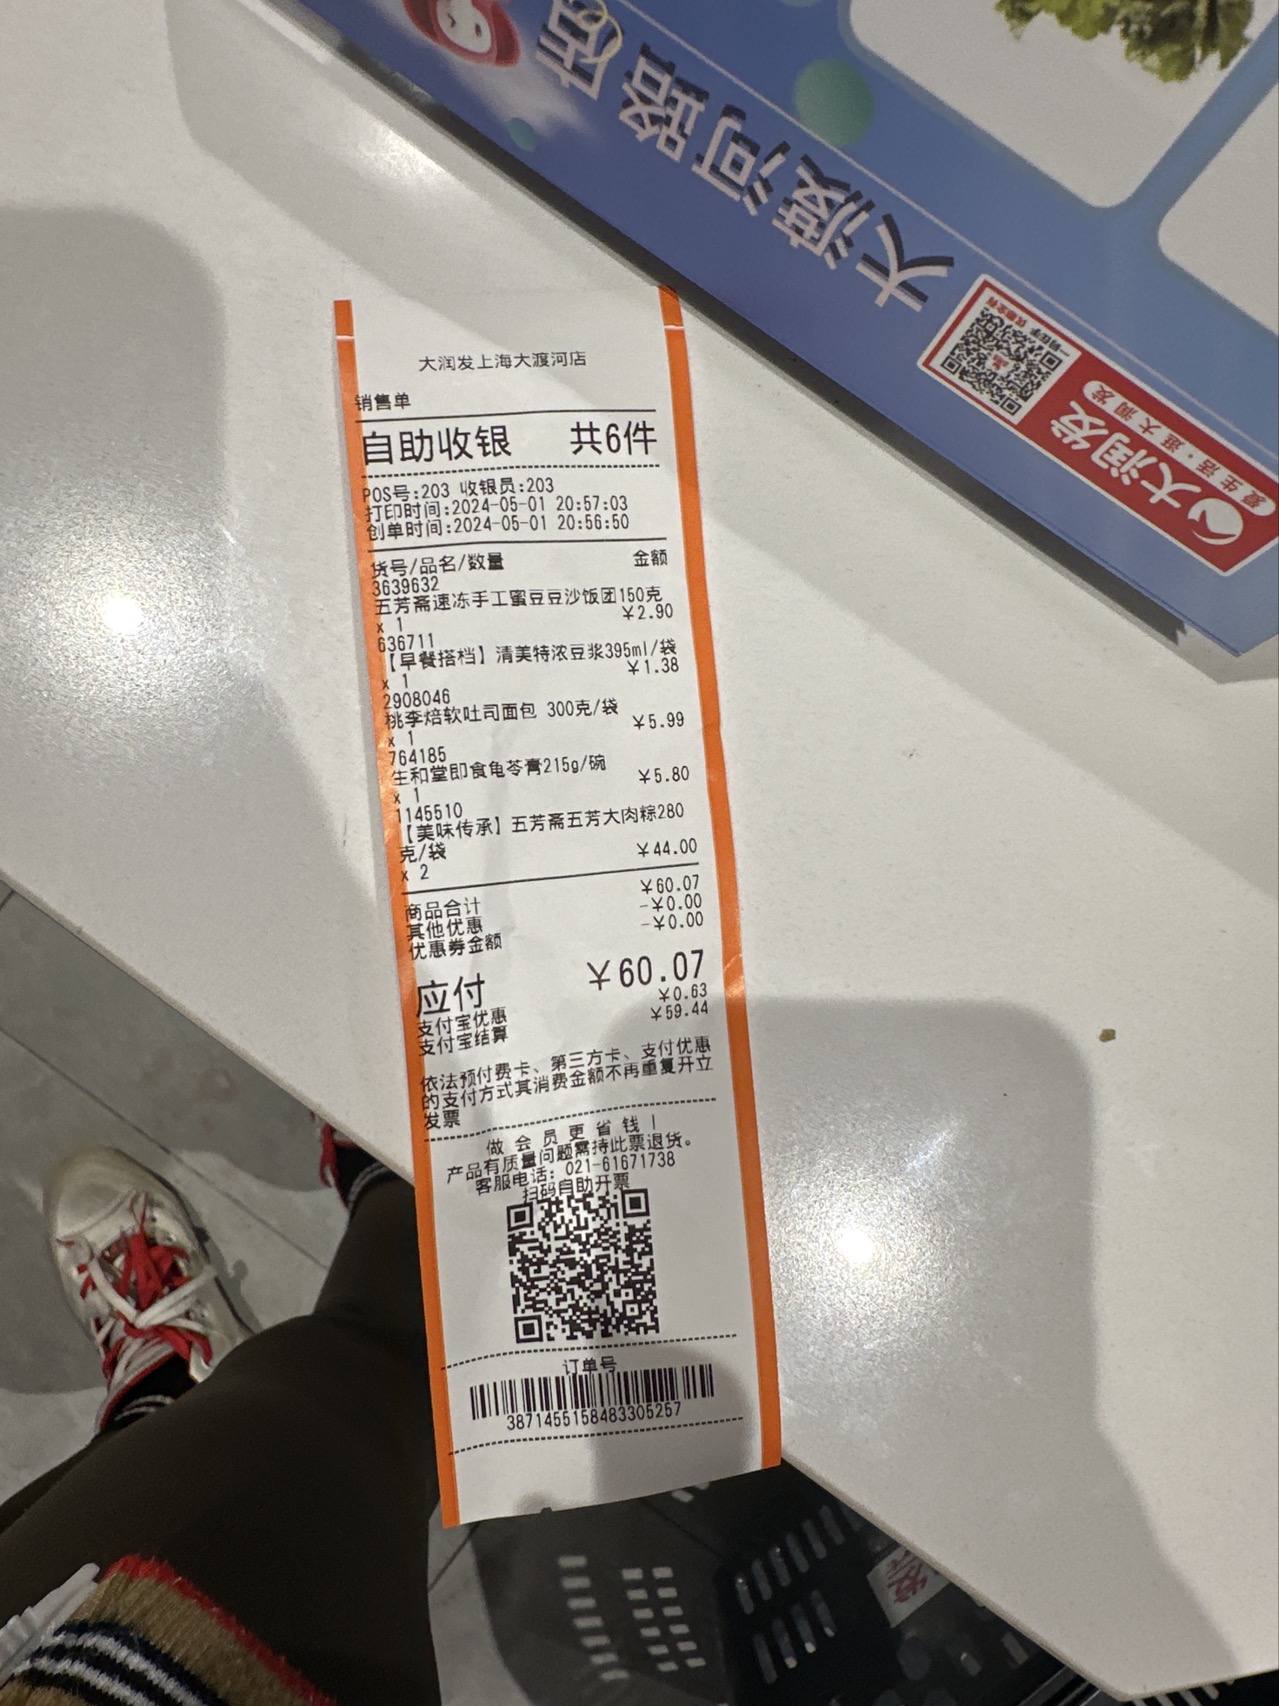 大渡河路店
大润发
爱生活·逛大润发
大润发上海大渡河店
销售单
自助收银 共6件
POS号:203 收银员:203
打印时间:2024-05-01 20:57:03
创单时间:2024-05-01 20:56:50
货号/品名/数量 金额
3639632
五芳斋速冻手工蜜豆豆沙饭团150克
x 1 ￥2.90
636711
【早餐搭档】清美特浓豆浆395ml/袋
x 1 ￥1.38
2908046
桃李焙软吐司面包 300克/袋
x 1 ￥5.99
764185
生和堂即食龟苓膏215g/碗
x 1 ￥5.80
1145510
【美味传承】五芳斋五芳大肉粽280
克/袋
x 2 ￥44.00
商品合计 ￥60.07
其他优惠 -￥0.00
优惠券金额 -￥0.00
应付 ￥60.07
支付宝优惠 ￥0.63
支付宝结算 ￥59.44
依法预付费卡、第三方卡、支付优惠
的支付方式其消费金额不再重复开立
发票
做 会 员 更 省 钱 |
产品有质量问题需持此票退货。
客服电话: 021-61671738
扫码自助开票
订单号
3871455158483305257